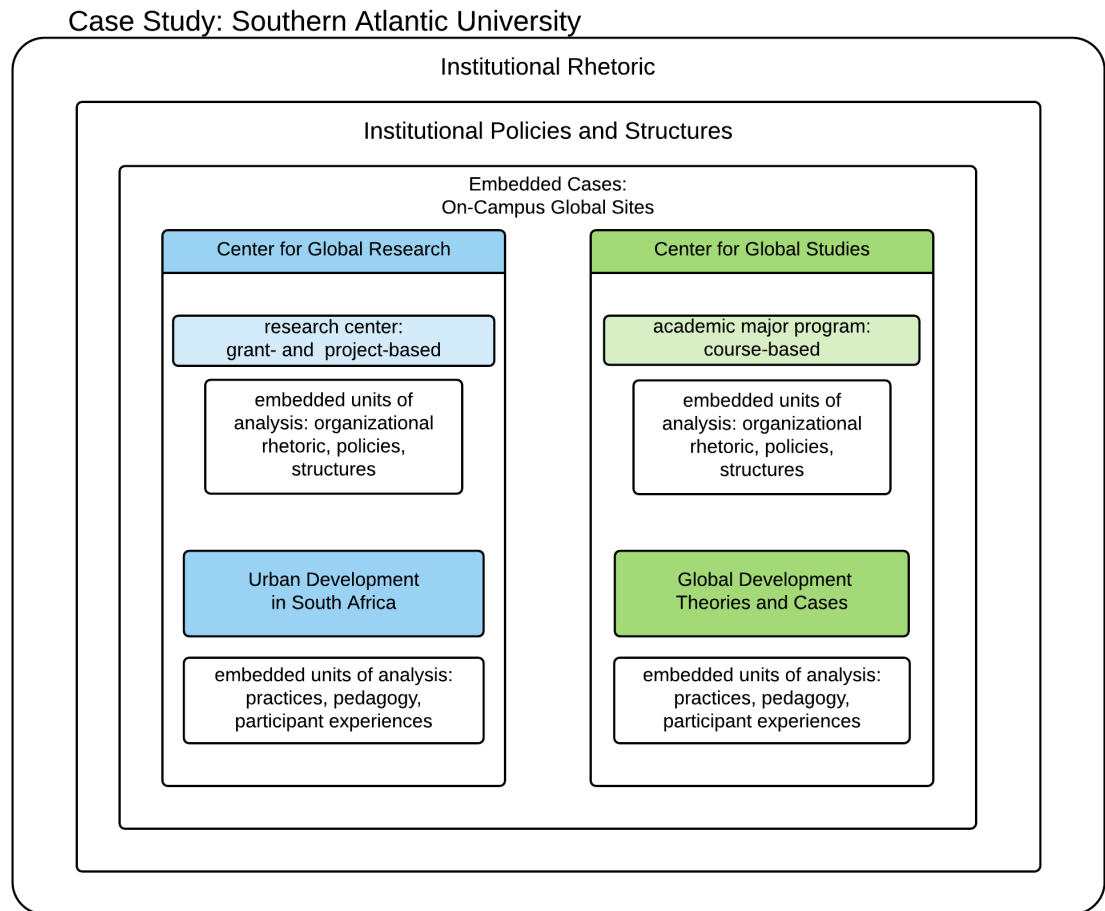 Case Study: Southern Atlantic University
Institutional Rhetoric
Institutional Policies and Structures
Embedded Cases:
On-Campus Global Sites
Center for Global Research
research center:
grant- and  project-based
embedded units of
analysis: organizational
rhetoric, policies,
structures
Urban Development
in South Africa
embedded units of analysis:
practices, pedagogy,
participant experiences
Center for Global Studies
academic major program:
course-based
embedded units of
analysis: organizational
rhetoric, policies,
structures
Global Development
Theories and Cases
embedded units of analysis:
practices, pedagogy,
participant experiences